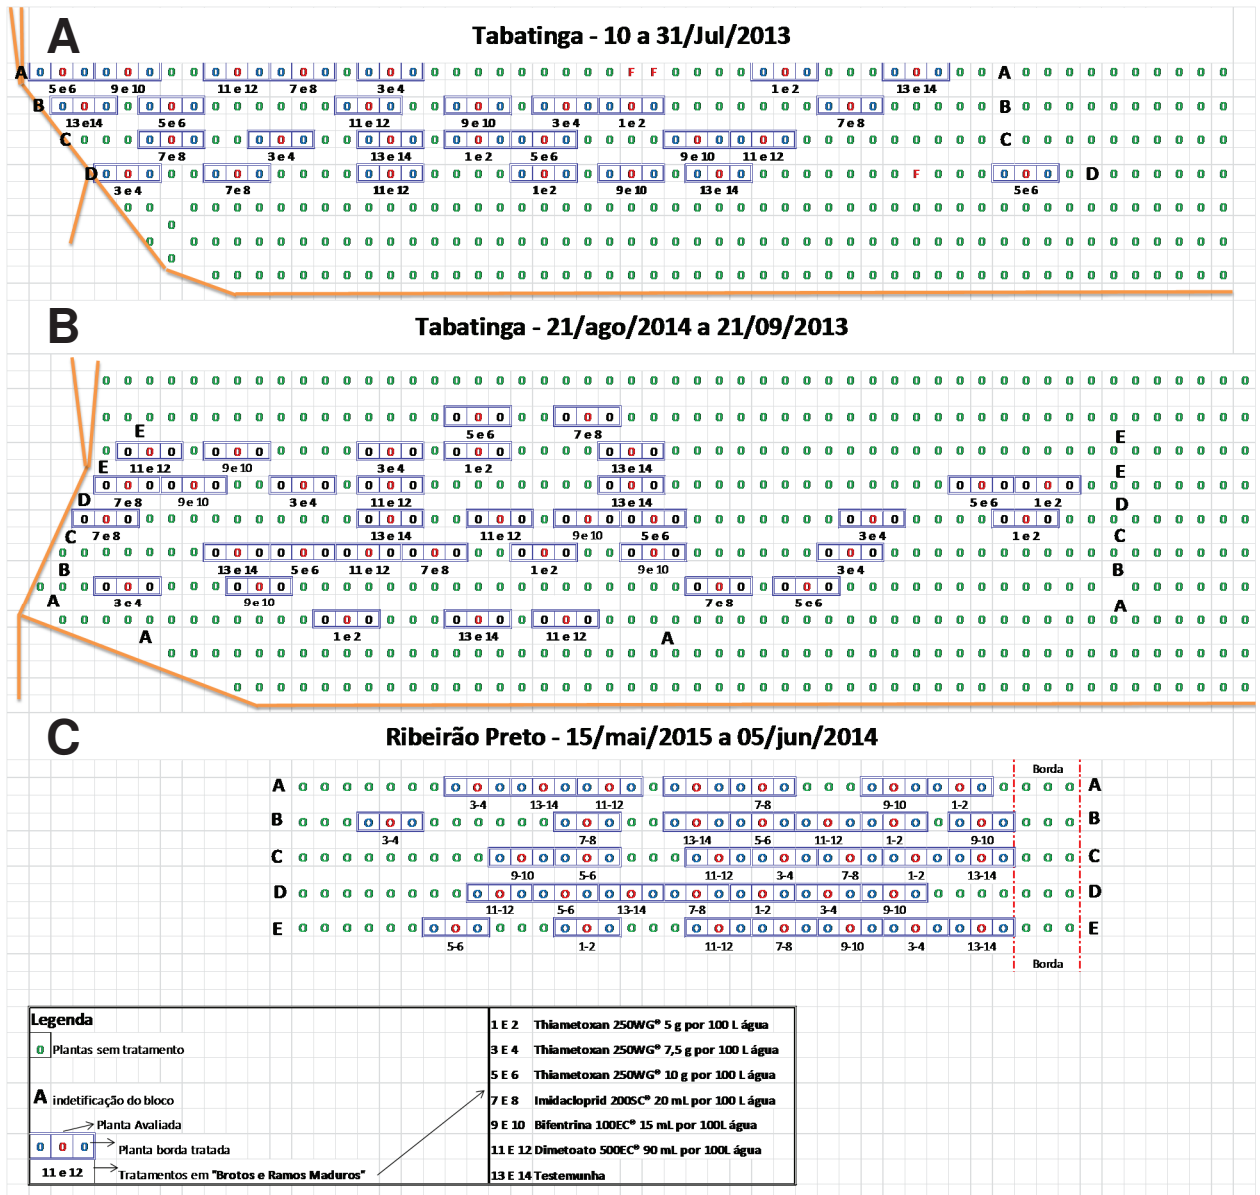 A
Tabatinga - 10 a 31/Jul/2013
A F F A
5 e 6 9 e 10 11 e 12 7 e 8 3 e 4 1 e 2 13 e 14
B B
13 e14 5 e 6 11 e 12 9 e 10 3 e 4 1 e 2 7 e 8
C C
7 e 8 3 e 4 13 e 14 1 e 2 5 e 6 9 e 10 11 e 12
D F D
3 e 4 7 e 8 11 e 12 1 e 2 9 e 10 13 e 14 5 e 6
B
Tabatinga - 21/ago/2014 a 21/09/2013
E 5 e 6 7 e 8 E
11 e 12 9 e 10 3 e 4 1 e 2 13 e 14
E E
7 e 8 9 e 10 3 e 4 11 e 12 13 e 14 5 e 6 1 e 2
D D
7 e 8 13 e 14 11 e 12 9 e 10 5 e 6 3 e 4 1 e 2
C C
13 e 14 5 e 6 11 e 12 7 e 8 1 e 2 9 e 10 3 e 4
B B
3 e 4 9 e 10 7 e 8 5 e 6
A A
A 1 e 2 13 e 14 11 e 12 A
C
Ribeirão Preto - 15/mai/2015 a 05/jun/2014
Borda
A A
3-4 13-14 11-12 7-8 9-10 1-2
B B
3-4 7-8 13-14 5-6 11-12 1-2 9-10
C C
9-10 5-6 11-12 3-4 7-8 1-2 13-14
D D
11-12 5-6 13-14 7-8 1-2 3-4 9-10
E E
5-6 1-2 11-12 7-8 9-10 3-4 13-14
Borda
Legenda
0 Plantas sem tratamento
A indetificação do bloco
Planta Avaliada
0 0 0 Planta borda tratada
11 e 12 Tratamentos em "Brotos e Ramos Maduros"
1 E 2 Thiametoxan 250WG® 5 g por 100 L água
3 E 4 Thiametoxan 250WG® 7,5 g por 100 L água
5 E 6 Thiametoxan 250WG® 10 g por 100 L água
7 E 8 Imidacloprid 200SC® 20 mL por 100 L água
9 E 10 Bifentrina 100EC® 15 mL por 100L água
11 E 12 Dimetoato 500EC® 90 mL por 100L água
13 E 14 Testemunha